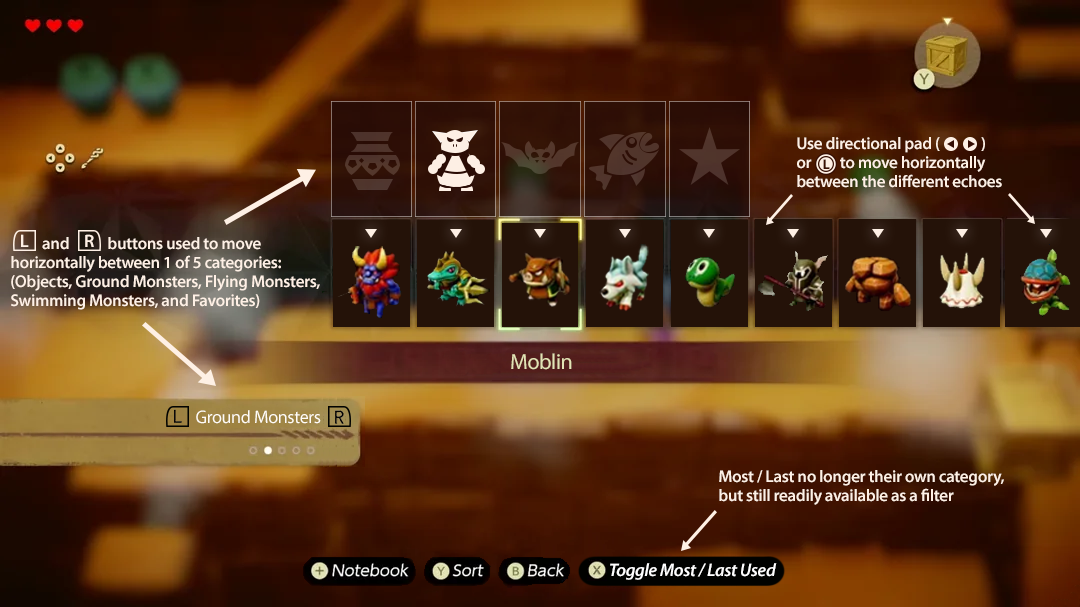 Y
Use directional pad ( )
or L to move horizontally
between the different echoes
L and R buttons used to move
horizontally between 1 of 5 categories:
(Objects, Ground Monsters, Flying Monsters,
Swimming Monsters, and Favorites)
Moblin
L Ground Monsters R
Most / Last no longer their own category,
but still readily available as a filter
+ Notebook Y Sort B Back X Toggle Most / Last Used